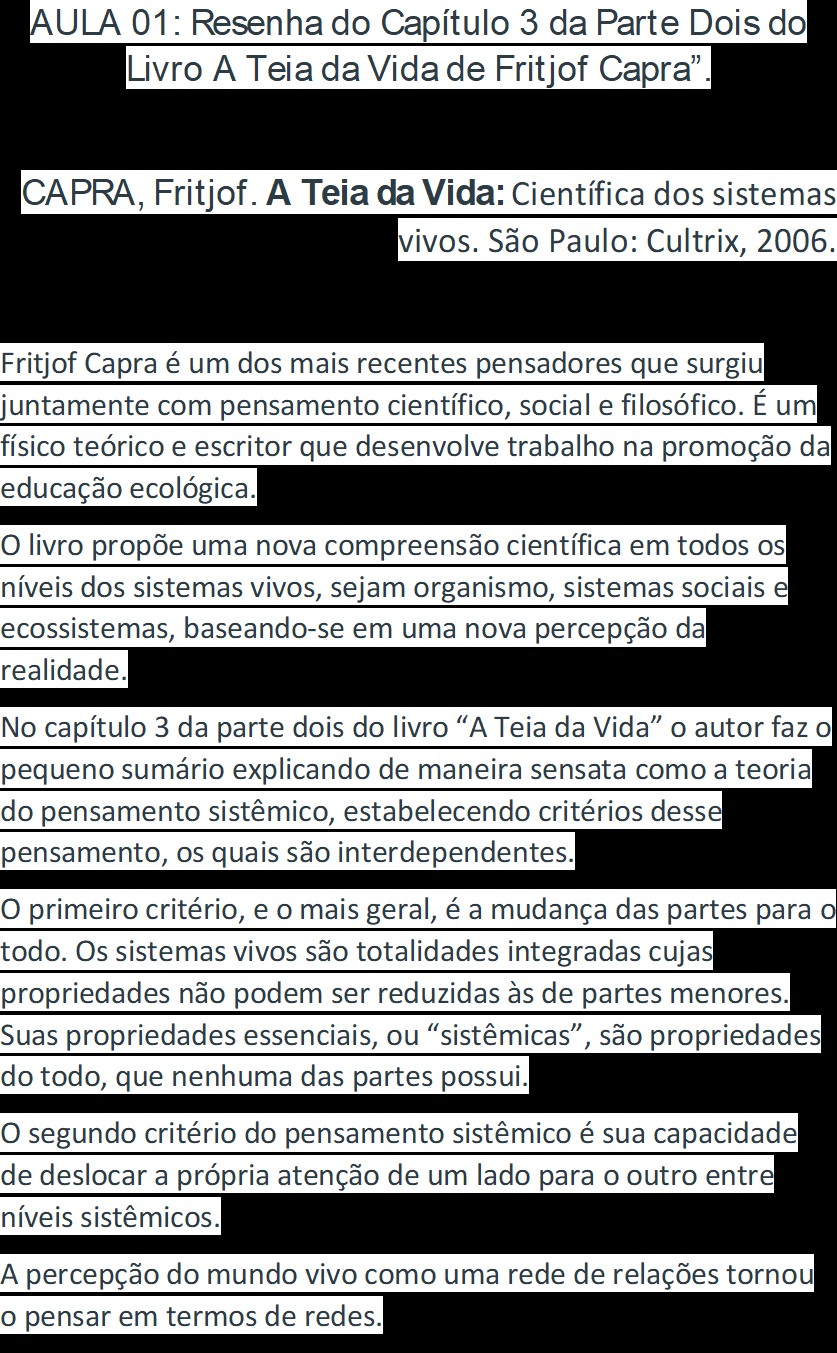 AULA 01: Resenha do Capítulo 3 da Parte Dois do
Livro A Teia da Vida de Fritjof Capra”.
CAPRA, Fritjof. A Teia da Vida: Científica dos sistemas
vivos. São Paulo: Cultrix, 2006.
Fritjof Capra é um dos mais recentes pensadores que surgiu
juntamente com pensamento científico, social e filosófico. É um
físico teórico e escritor que desenvolve trabalho na promoção da
educação ecológica.
O livro propõe uma nova compreensão científica em todos os
níveis dos sistemas vivos, sejam organismo, sistemas sociais e
ecossistemas, baseando-se em uma nova percepção da
realidade.
No capítulo 3 da parte dois do livro “A Teia da Vida” o autor faz o
pequeno sumário explicando de maneira sensata como a teoria
do pensamento sistêmico, estabelecendo critérios desse
pensamento, os quais são interdependentes.
O primeiro critério, e o mais geral, é a mudança das partes para o
todo. Os sistemas vivos são totalidades integradas cujas
propriedades não podem ser reduzidas às de partes menores.
Suas propriedades essenciais, ou “sistêmicas”, são propriedades
do todo, que nenhuma das partes possui.
O segundo critério do pensamento sistêmico é sua capacidade
de deslocar a própria atenção de um lado para o outro entre
níveis sistêmicos.
A percepção do mundo vivo como uma rede de relações tornou
o pensar em termos de redes.